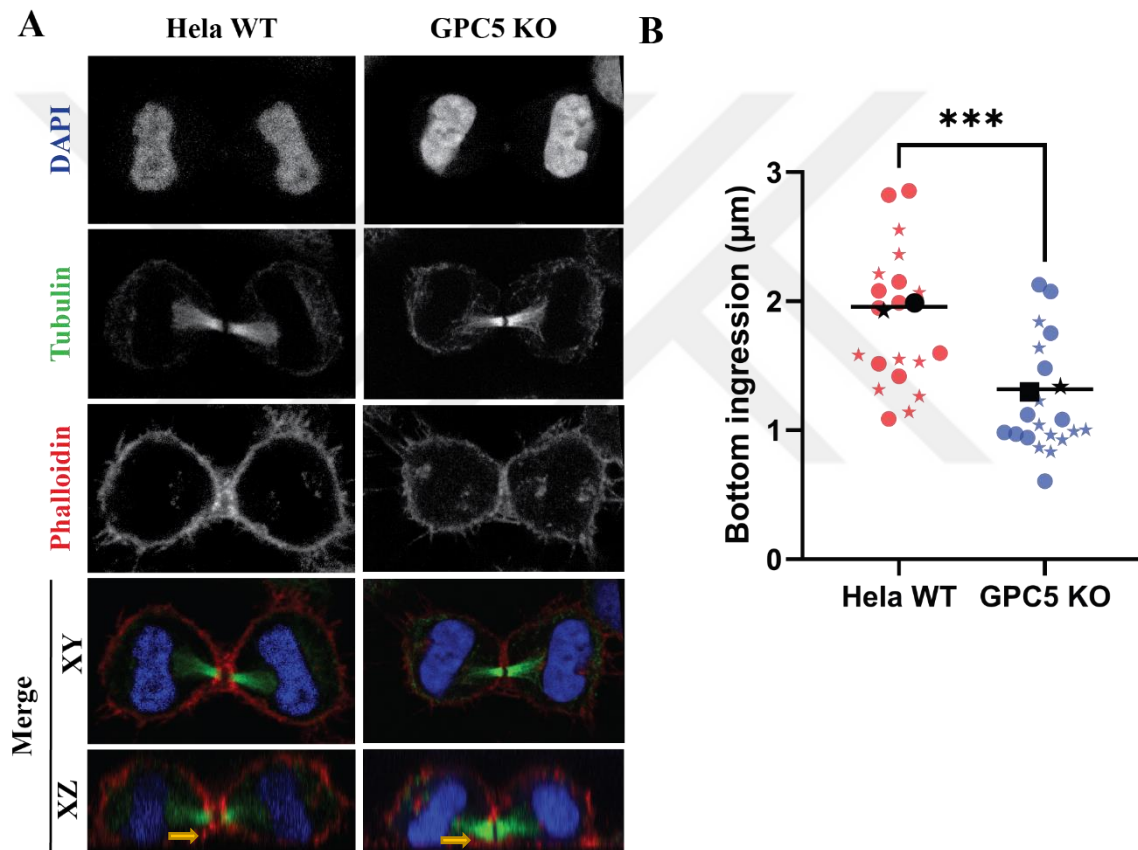 A
Hela WT
GPC5 KO
DAPI
Tubulin
Phalloidin
Merge
XY
XZ
B
***
Bottom ingression (µm)
3
2
1
0
Hela WT
GPC5 KO